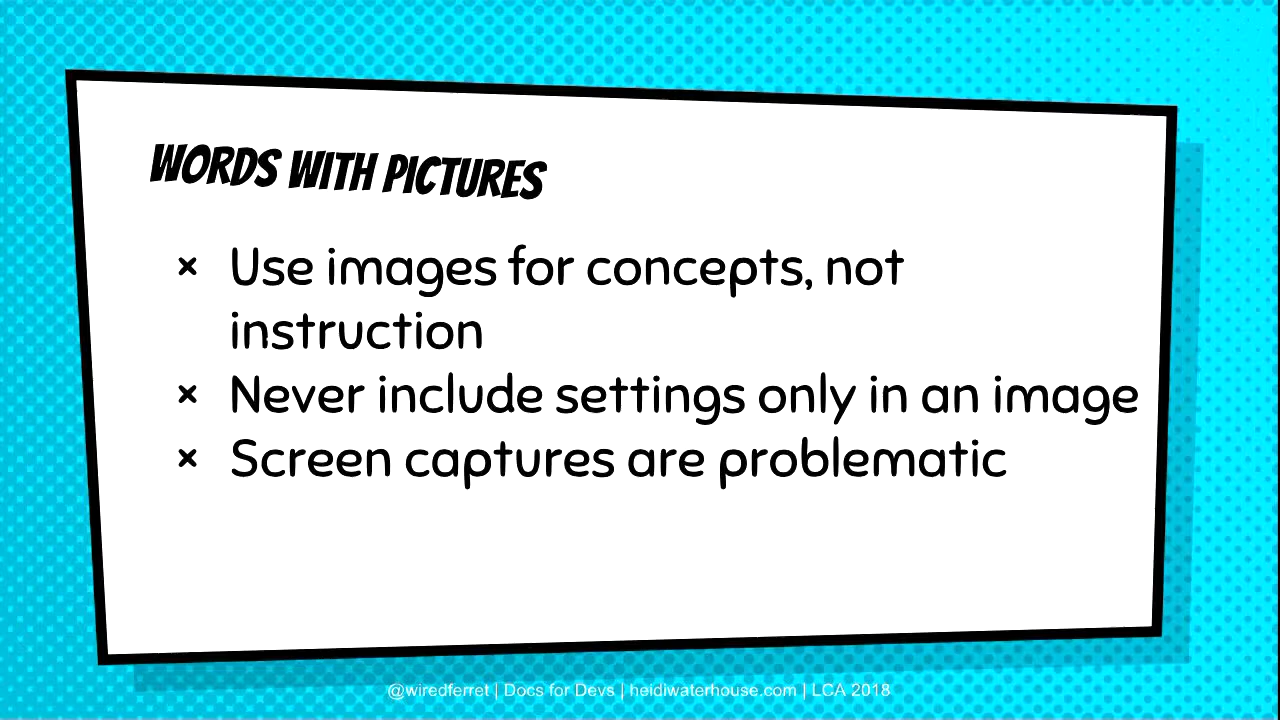 WORDS WITH PICTURES
× Use images for concepts, not
instruction
× Never include settings only in an image
× Screen captures are problematic
@wiredferret | Docs for Devs | heidiwaterhouse.com | LCA 2018